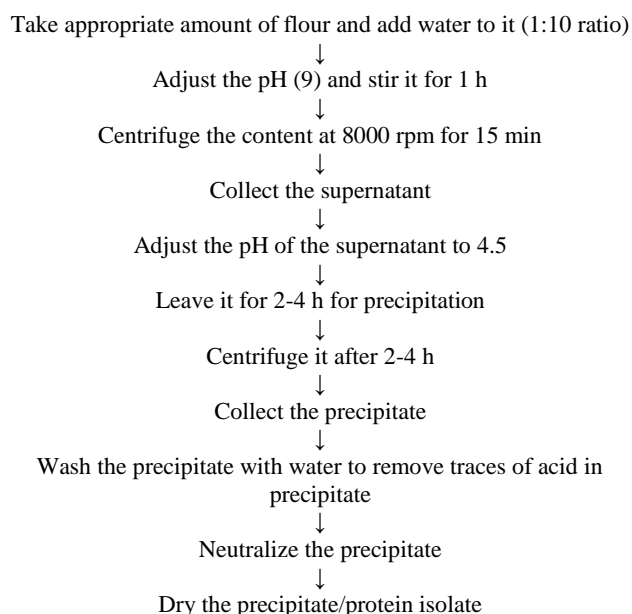 Take appropriate amount of flour and add water to it (1:10 ratio)
↓
Adjust the pH (9) and stir it for 1 h
↓
Centrifuge the content at 8000 rpm for 15 min
↓
Collect the supernatant
↓
Adjust the pH of the supernatant to 4.5
↓
Leave it for 2-4 h for precipitation
↓
Centrifuge it after 2-4 h
↓
Collect the precipitate
↓
Wash the precipitate with water to remove traces of acid in
precipitate
↓
Neutralize the precipitate
↓
Dry the precipitate/protein isolate